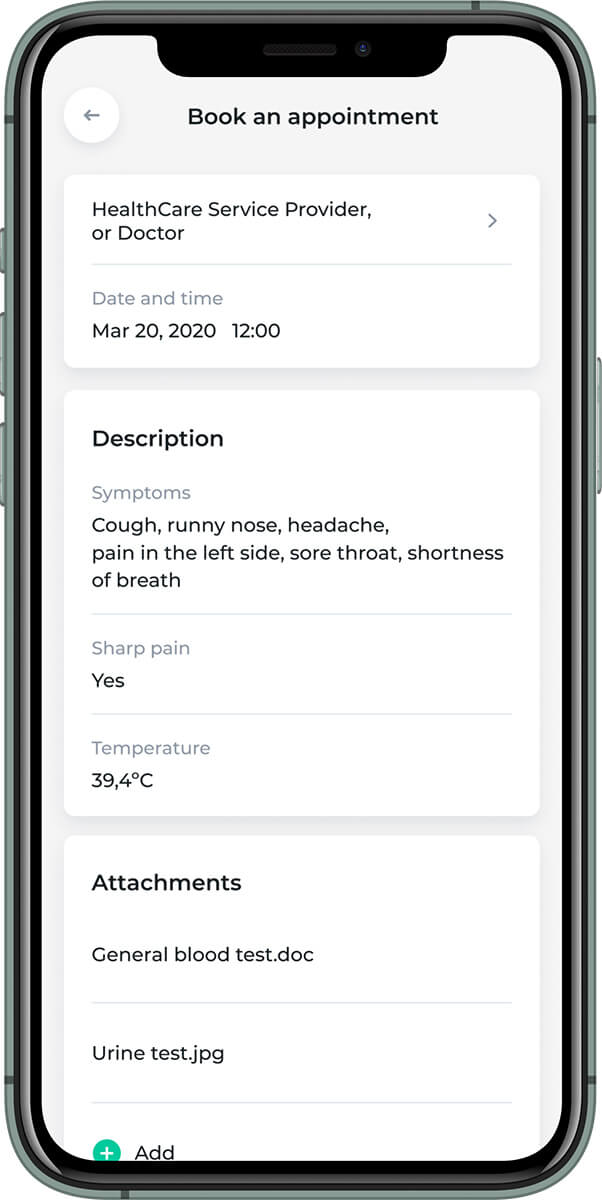 Book an appointment
HealthCare Service Provider,
or Doctor
Date and time
Mar 20, 2020 12:00
Description
Symptoms
Cough, runny nose, headache,
pain in the left side, sore throat, shortness
of breath
Sharp pain
Yes
Temperature
39,4ºC
Attachments
General blood test.doc
Urine test.jpg
Add